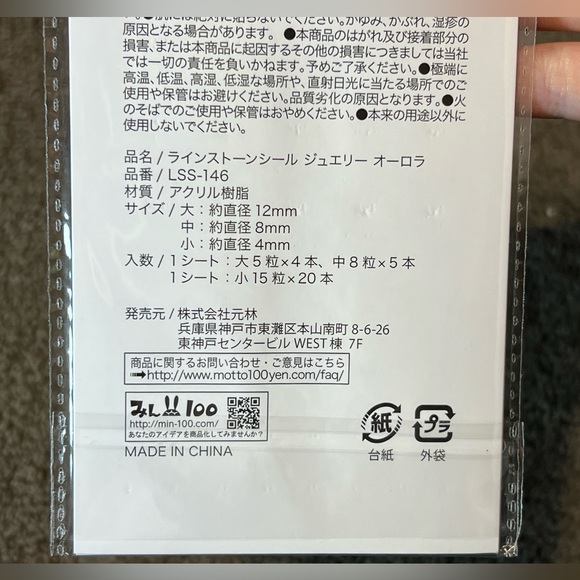 い。●肌には絶対に貼らないでください。かゆみ、かぶれ、湿疹の
原因となる場合があります。 ●本商品のはがれ及び接着部分の
損害、または本商品に起因するその他の損害につきましては当社
では一切の責任を負いかねます。予めご了承ください。●極端に
高温、低温、高湿、低湿な場所や、直射日光に当たる場所でのご
使用や保管はお避けください。品質劣化の原因となります。●火
のそばでのご使用や保管はおやめください。●本来の用途以外に
使用しないでください。
品名 / ラインストーンシール ジュエリー オーロラ
品番 / LSS-146
材質 / アクリル樹脂
サイズ / 大：約直径12mm
中：約直径8mm
小：約直径4mm
入数 / 1シート：大5粒×4本、中8粒×5本
1シート：小15粒×20本
発売元 / 株式会社元林
兵庫県神戸市東灘区本山南町 8-6-26
東神戸センタービル WEST棟 7F
商品に関するお問い合わせ・ご意見はこちら
➡http://www.motto100yen.com/faq/
みん100
http://min-100.com/
あなたのアイデアを商品化してみませんか?
MADE IN CHINA
紙
台紙
プラ
外袋